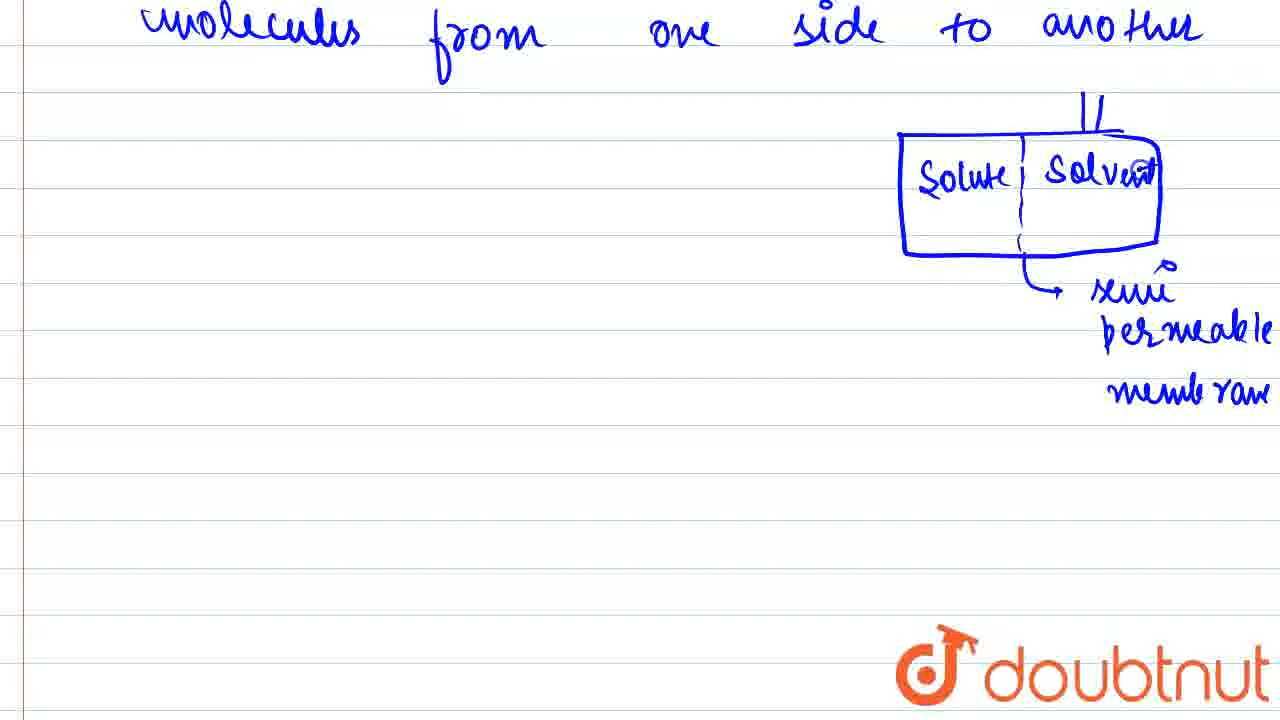 molecules from one side to another
Solute Solvent
semi
permeable
membrane
doubtnut